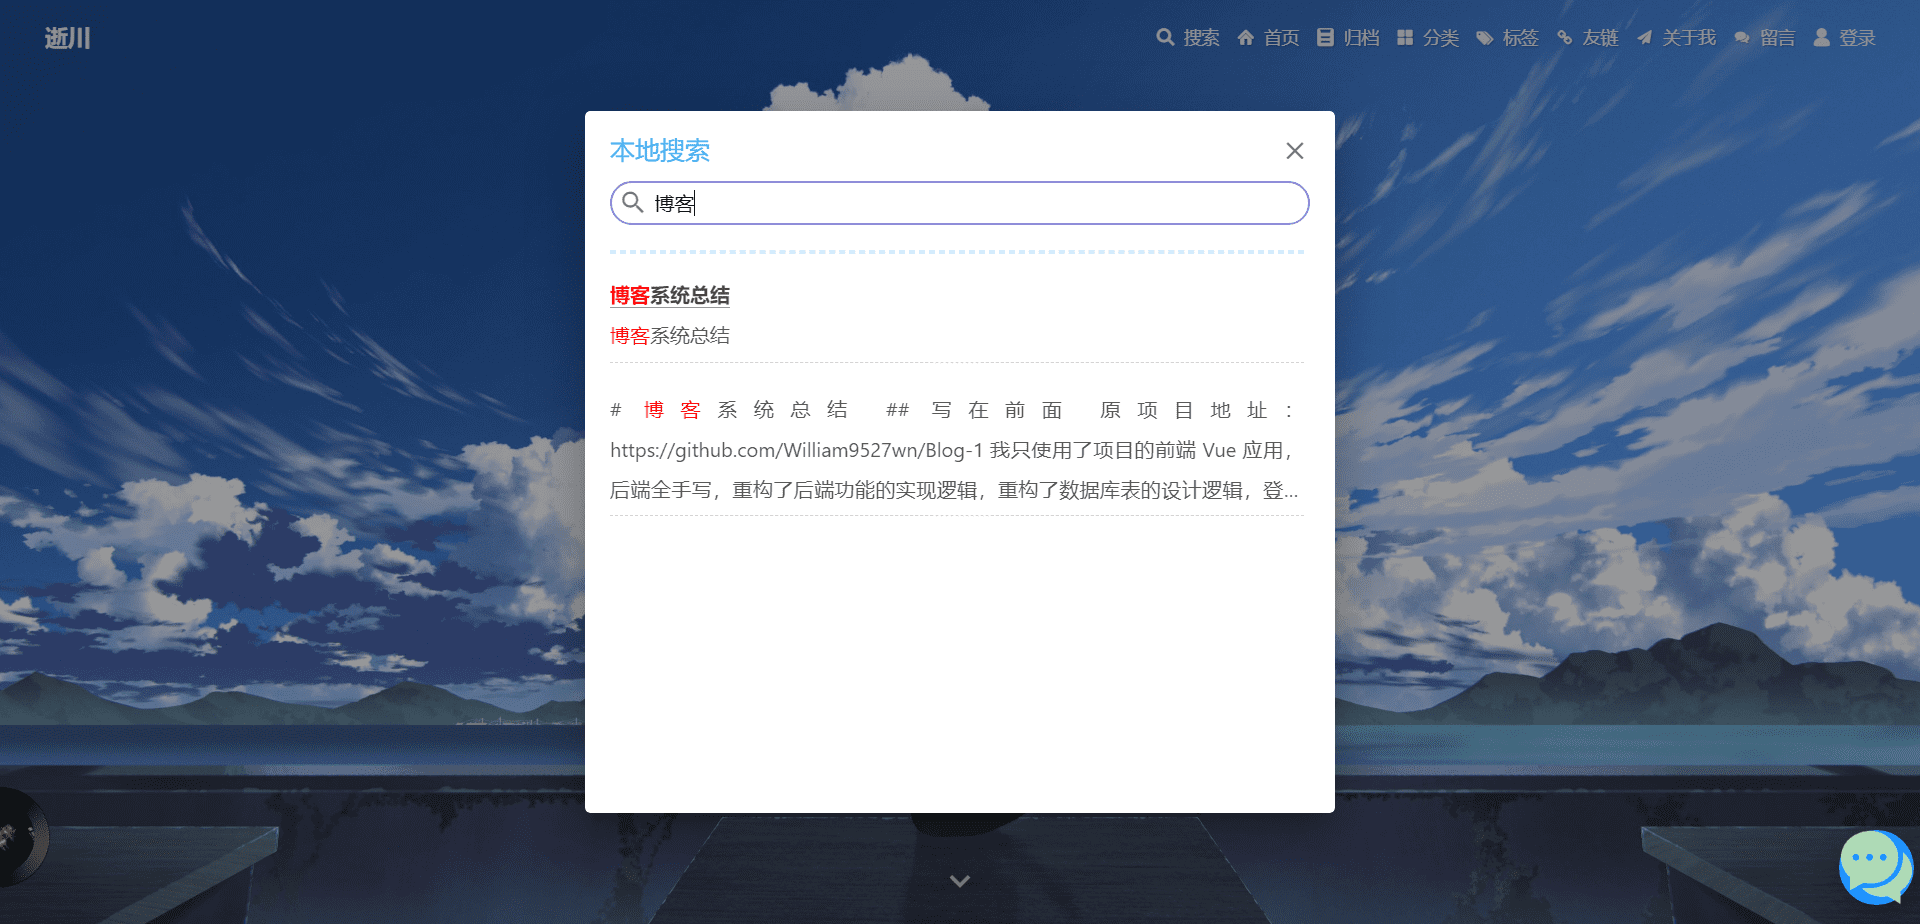 逝川
搜索 首页 归档 分类 标签 友链 关于我 留言 登录
本地搜索
博客
博客系统总结
博客系统总结
# 博客系统总结 ## 写在前面 原项目地址：
https://github.com/William9527wn/Blog-1 我只使用了项目的前端 Vue 应用，
后端全手写，重构了后端功能的实现逻辑，重构了数据库表的设计逻辑，登...